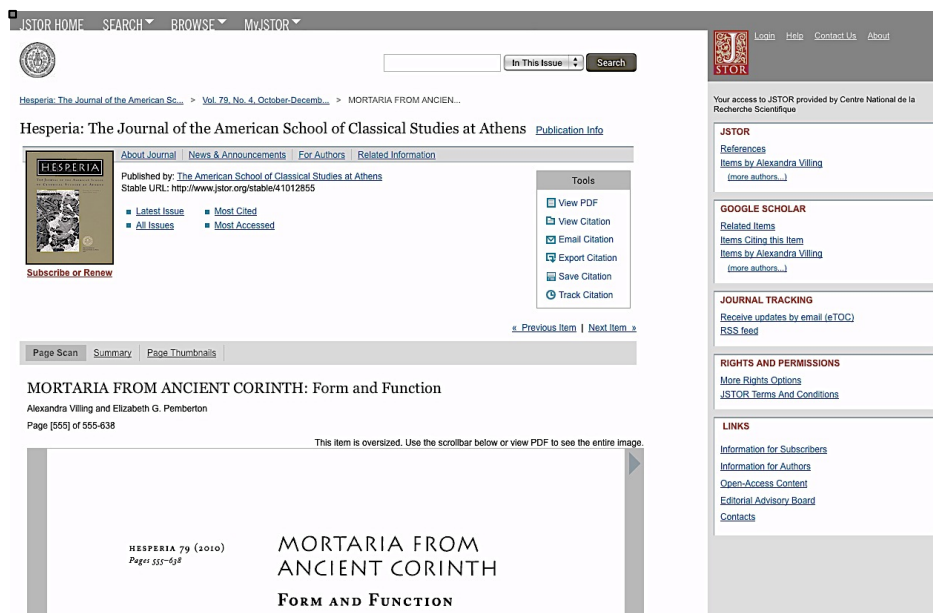 JSTOR HOME SEARCH BROWSE MyJSTOR
In This Issue Search
Hesperia: The Journal of the American Sc... > Vol. 79, No. 4, October-Decemb... > MORTARIA FROM ANCIEN...
Hesperia: The Journal of the American School of Classical Studies at Athens Publication Info
HESPERIA
About Journal News & Announcements For Authors Related Information
Published by: The American School of Classical Studies at Athens
Stable URL: http://www.jstor.org/stable/41012855
Latest Issue Most Cited
All Issues Most Accessed
Subscribe or Renew
Tools
View PDF
View Citation
Email Citation
Export Citation
Save Citation
Track Citation
« Previous Item | Next Item »
Page Scan Summary Page Thumbnails
MORTARIA FROM ANCIENT CORINTH: Form and Function
Alexandra Villing and Elizabeth G. Pemberton
Page [555] of 555-638
This item is oversized. Use the scrollbar below or view PDF to see the entire image.
HESPERIA 79 (2010)
Pages 555–638
MORTARIA FROM
ANCIENT CORINTH
FORM AND FUNCTION
J
STOR
Login Help Contact Us About
Your access to JSTOR provided by Centre National de la
Recherche Scientifique
JSTOR
References
Items by Alexandra Villing
(more authors...)
GOOGLE SCHOLAR
Related Items
Items Citing this Item
Items by Alexandra Villing
(more authors...)
JOURNAL TRACKING
Receive updates by email (eTOC)
RSS feed
RIGHTS AND PERMISSIONS
More Rights Options
JSTOR Terms And Conditions
LINKS
Information for Subscribers
Information for Authors
Open-Access Content
Editorial Advisory Board
Contacts